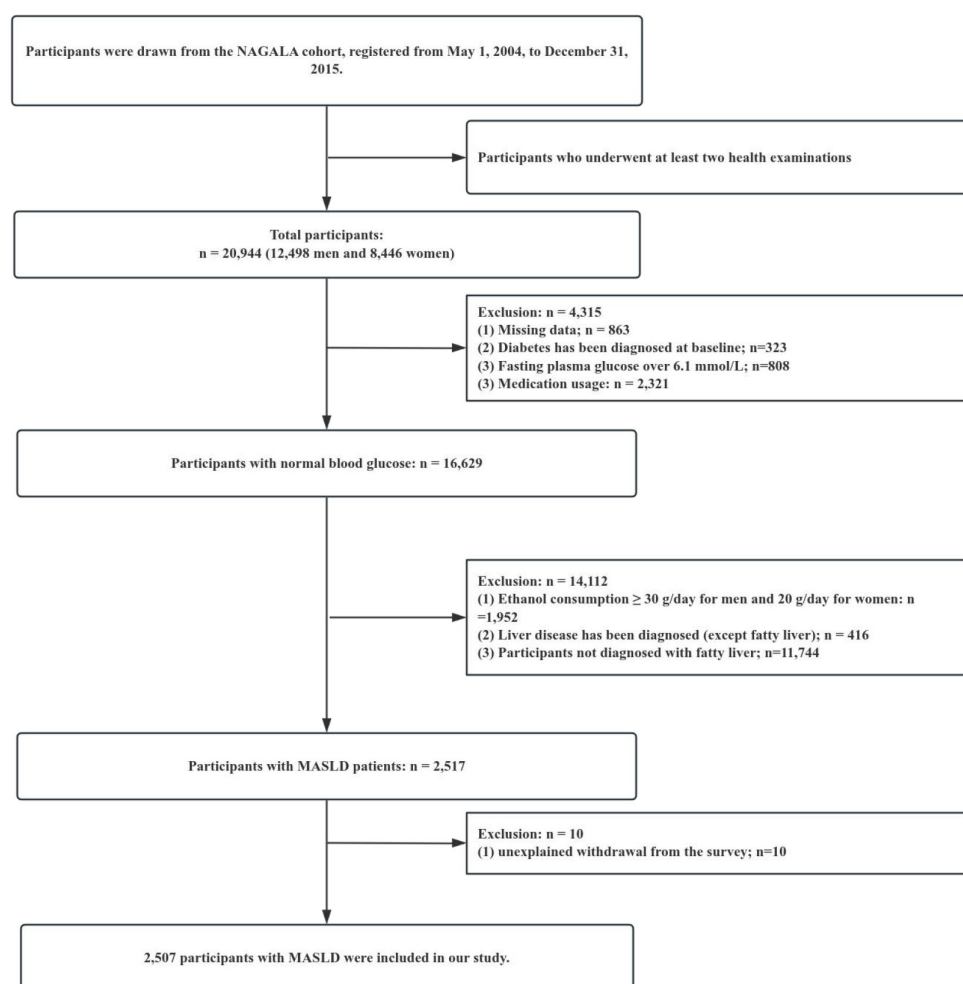 Participants were drawn from the NAGALA cohort, registered from May 1, 2004, to December 31,
2015.
Participants who underwent at least two health examinations
Total participants:
n = 20,944 (12,498 men and 8,446 women)
Exclusion: n = 4,315
(1) Missing data; n = 863
(2) Diabetes has been diagnosed at baseline; n=323
(3) Fasting plasma glucose over 6.1 mmol/L; n=808
(3) Medication usage: n = 2,321
Participants with normal blood glucose: n = 16,629
Exclusion: n = 14,112
(1) Ethanol consumption ≥ 30 g/day for men and 20 g/day for women: n
=1,952
(2) Liver disease has been diagnosed (except fatty liver); n = 416
(3) Participants not diagnosed with fatty liver; n=11,744
Participants with MASLD patients: n = 2,517
Exclusion: n = 10
(1) unexplained withdrawal from the survey; n=10
2,507 participants with MASLD were included in our study.